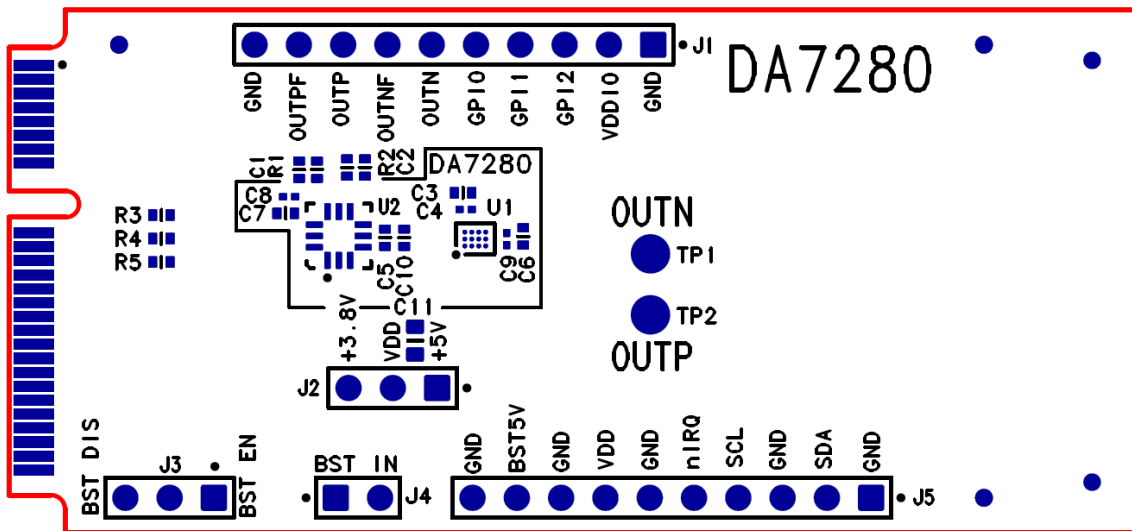 J1
DA7280
GND
OUTPF
OUTP
OUTNF
OUTN
GPI0
GPI1
GPI2
VDDIO
GND
C1
R1
R2
C2
DA7280
C8
C7
U2
C3
C4
U1
R3
R4
R5
C5
C10
C9
C6
OUTN
TP1
TP2
OUTP
+3.8V
VDD
C11
+5V
J2
BST DIS
J3
BST EN
BST IN
J4
GND
BST5V
GND
VDD
GND
nIRQ
SCL
GND
SDA
GND
J5